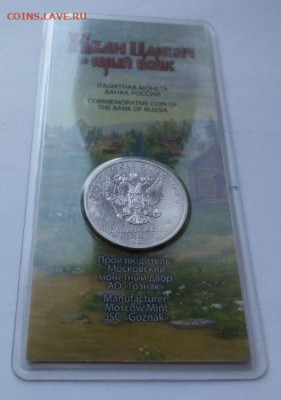 COINS.LAVE.RU
Иван Царевич
и серый волк
ПАМЯТНАЯ МОНЕТА
БАНКА РОССИИ
COMMEMORATIVE COIN OF
THE BANK OF RUSSIA
Производитель:
Московский
монетный двор
АО "Гознак"
Manufacturer:
Moscow Mint
JSC «Goznak»